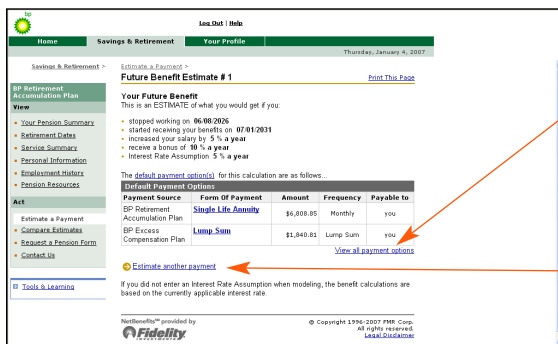 bp
Log Out | Help
Home Savings & Retirement Your Profile
Thursday, January 4, 2007
Savings & Retirement >
BP Retirement
Accumulation Plan
View
Your Pension Summary
Retirement Dates
Service Summary
Personal Information
Employment History
Pension Resources
Act
Estimate a Payment
Compare Estimates
Request a Pension Form
Contact Us
Tools & Learning
Estimate a Payment >
Future Benefit Estimate # 1 Print This Page
Your Future Benefit
This is an ESTIMATE of what you would get if you:
stopped working on 06/08/2026
started receiving your benefits on 07/01/2031
increased your salary by 5 % a year
receive a bonus of 10 % a year
Interest Rate Assumption 5 % a year
The default payment option(s) for this calculation are as follows...
Default Payment Options
Payment Source Form Of Payment Amount Frequency Payable to
BP Retirement
Accumulation Plan Single Life Annuity $6,808.85 Monthly you
BP Excess
Compensation Plan Lump Sum $1,840.81 Lump Sum you
View all payment options
Estimate another payment
If you did not enter an Interest Rate Assumption when modeling, the benefit calculations are
based on the currently applicable interest rate.
NetBenefits℠ provided by
Fidelity
INVESTMENTS
© Copyright 1996-2007 FMR Corp.
All rights reserved.
Legal Disclaimer